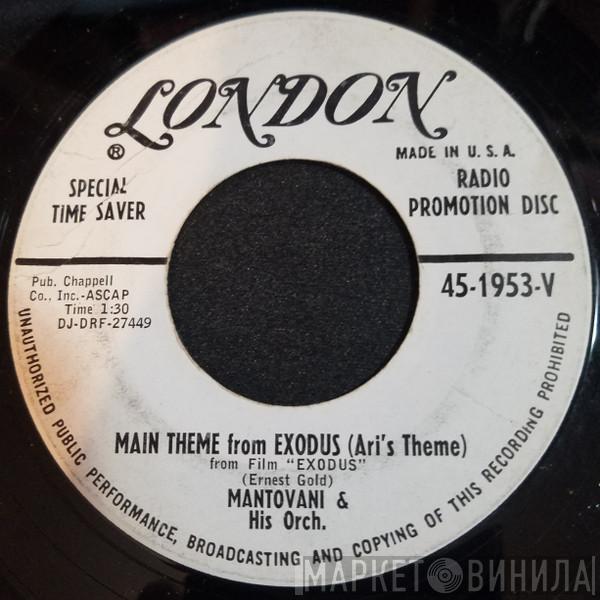 LONDON
®
MADE IN U.S.A.
SPECIAL
TIME SAVER
RADIO
PROMOTION DISC
Pub. Chappell
Co., Inc.-ASCAP
Time 1:30
DJ-DRF-27449
45-1953-V
MAIN THEME from EXODUS (Ari's Theme)
from Film "EXODUS"
(Ernest Gold)
MANTOVANI &
His Orch.
UNAUTHORIZED PUBLIC PERFORMANCE, BROADCASTING AND COPYING OF THIS RECORDING PROHIBITED
МАРКЕТ ВИНИЛА